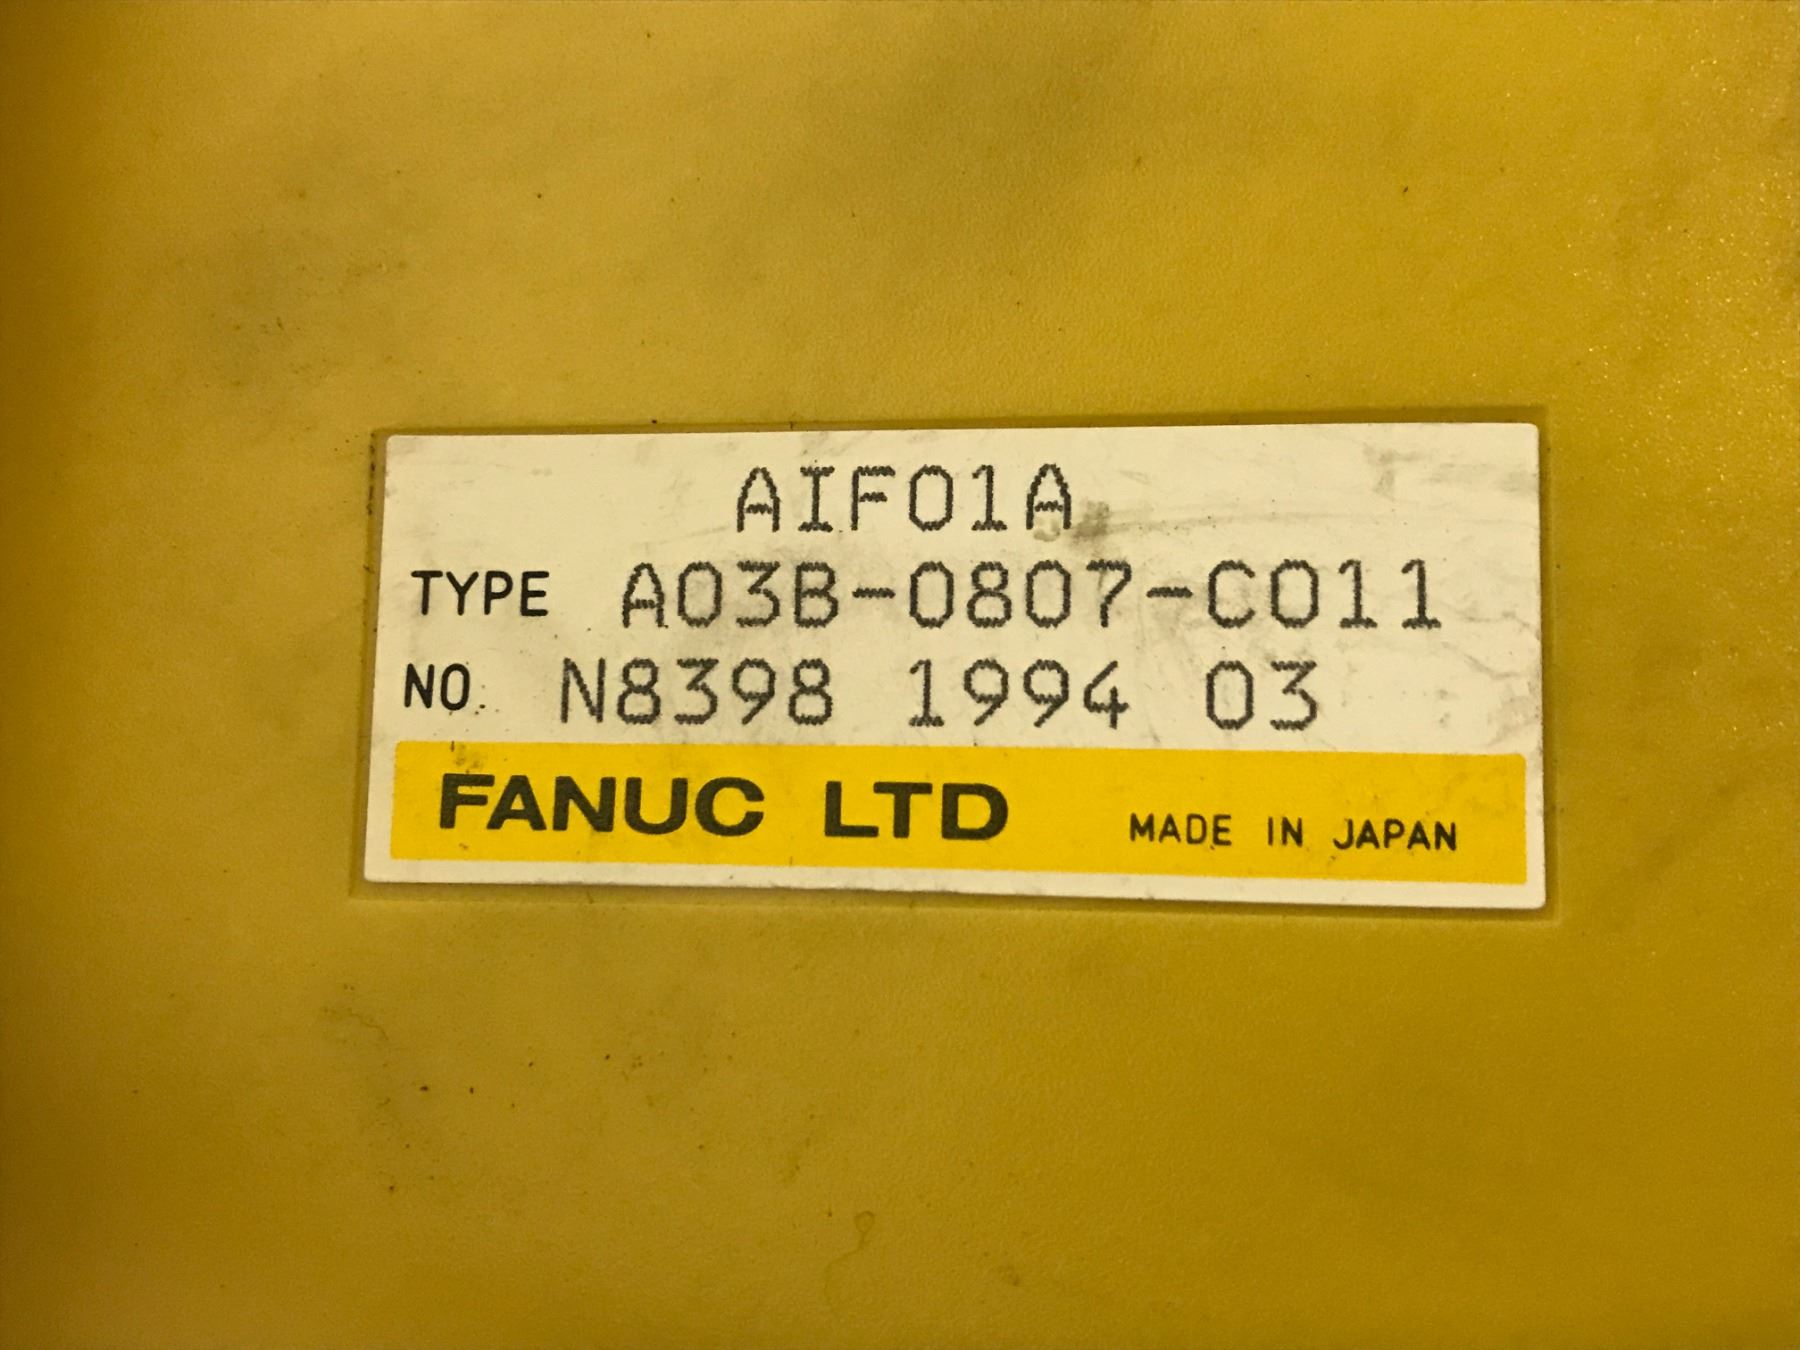 AIF01A
TYPE A03B-0807-C011
NO. N8398 1994 03
FANUC LTD MADE IN JAPAN